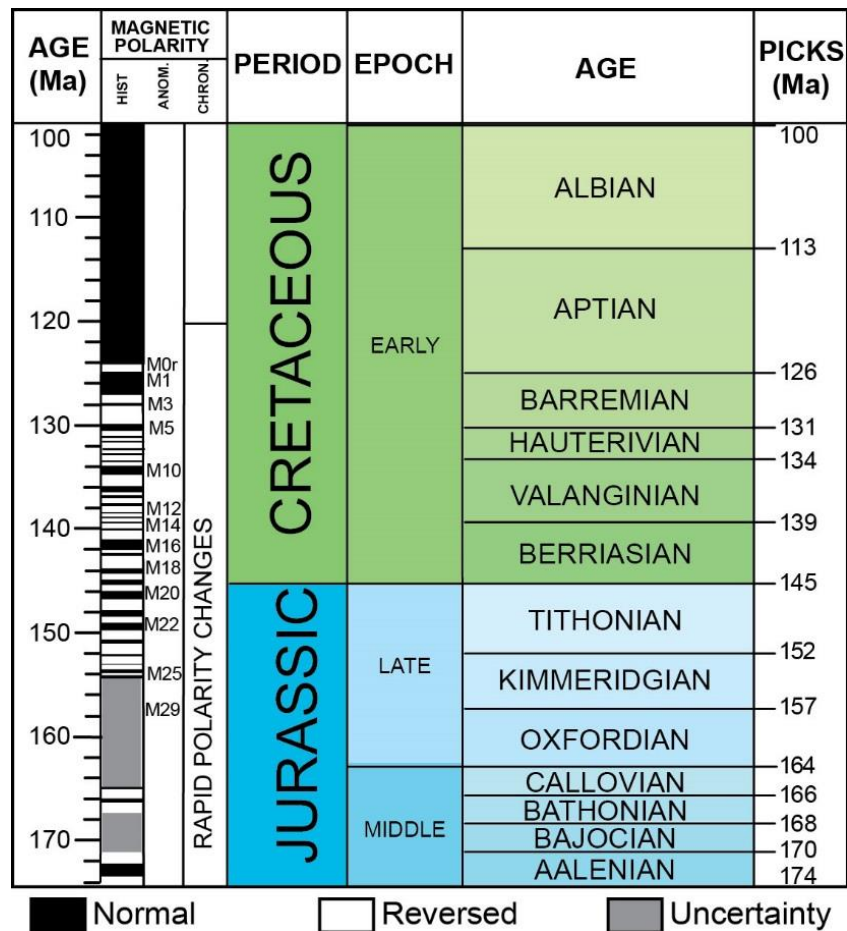 AGE
(Ma)
MAGNETIC
POLARITY
HIST
ANOM.
CHRON.
PERIOD
EPOCH
AGE
PICKS
(Ma)
100
110
120
130
140
150
160
170
M0r
M1
M3
M5
M10
M12
M14
M16
M18
M20
M22
M25
M29
RAPID POLARITY CHANGES
CRETACEOUS
JURASSIC
EARLY
LATE
MIDDLE
ALBIAN
APTIAN
BARREMIAN
HAUTERIVIAN
VALANGINIAN
BERRIASIAN
TITHONIAN
KIMMERIDGIAN
OXFORDIAN
CALLOVIAN
BATHONIAN
BAJOCIAN
AALENIAN
100
113
126
131
134
139
145
152
157
164
166
168
170
174
Normal
Reversed
Uncertainty